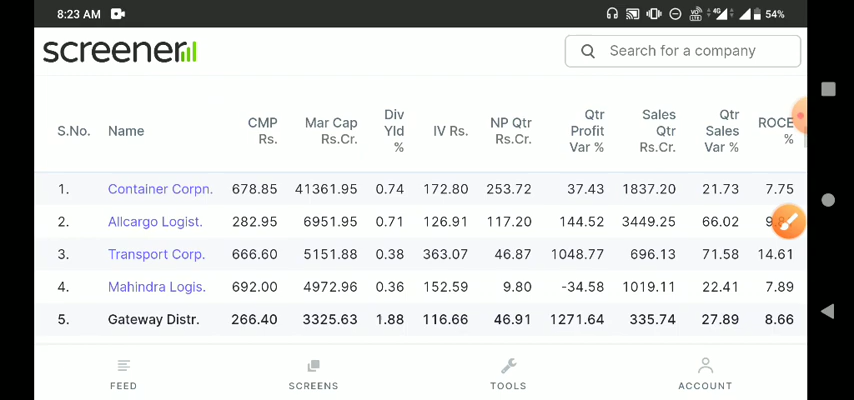 8:23 AM 4G 54%
screener
Search for a company
S.No. Name CMP Rs. Mar Cap Rs.Cr. Div Yld % IV Rs. NP Qtr Rs.Cr. Qtr Profit Var % Sales Qtr Rs.Cr. Qtr Sales Var % ROCE %
1. Container Corpn. 678.85 41361.95 0.74 172.80 253.72 37.43 1837.20 21.73 7.75
2. Allcargo Logist. 282.95 6951.95 0.71 126.91 117.20 144.52 3449.25 66.02
3. Transport Corp. 666.60 5151.88 0.38 363.07 46.87 1048.77 696.13 71.58 14.61
4. Mahindra Logis. 692.00 4972.96 0.36 152.59 9.80 -34.58 1019.11 22.41 7.89
5. Gateway Distr. 266.40 3325.63 1.88 116.66 46.91 1271.64 335.74 27.89 8.66
FEED SCREENS TOOLS ACCOUNT